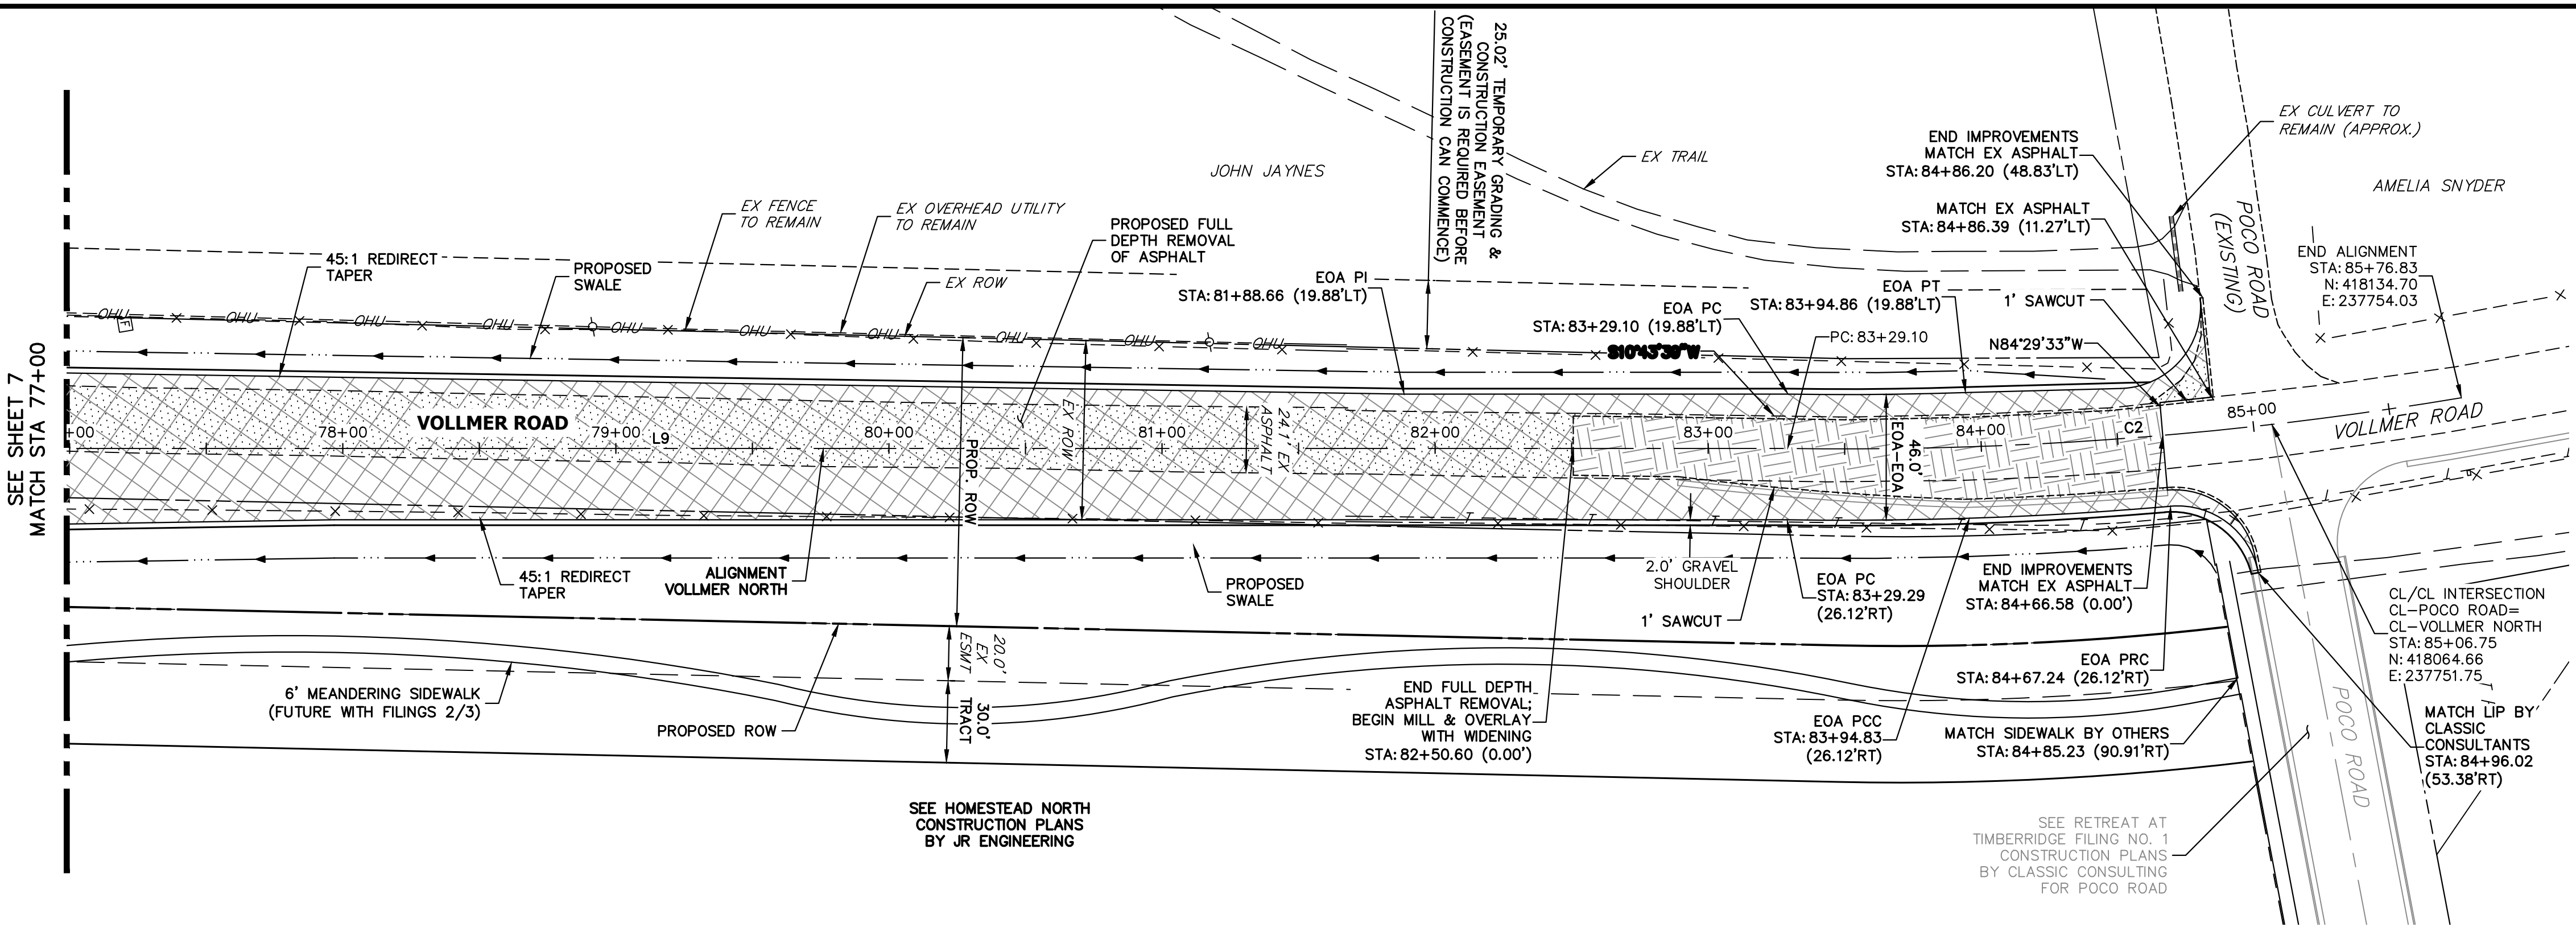 SEE SHEET 7
MATCH STA 77+00
45:1 REDIRECT
TAPER
PROPOSED
SWALE
EX FENCE
TO REMAIN
EX OVERHEAD UTILITY
TO REMAIN
EX ROW
PROPOSED FULL
DEPTH REMOVAL
OF ASPHALT
JOHN JAYNES
25.02' TEMPORARY GRADING &
CONSTRUCTION EASEMENT
(EASEMENT IS REQUIRED BEFORE
CONSTRUCTION CAN COMMENCE)
EX TRAIL
END IMPROVEMENTS
MATCH EX ASPHALT
STA: 84+86.20 (48.83'LT)
MATCH EX ASPHALT
STA: 84+86.39 (11.27'LT)
EX CULVERT TO
REMAIN (APPROX.)
AMELIA SNYDER
POCO ROAD
(EXISTING)
END ALIGNMENT
STA: 85+76.83
N: 418134.70
E: 237754.03
EOA PI
STA: 81+88.66 (19.88'LT)
EOA PC
STA: 83+29.10 (19.88'LT)
S10°43'39"W
EOA PT
STA: 83+94.86 (19.88'LT)
PC: 83+29.10
1' SAWCUT
N84°29'33"W
OHU
OHU
OHU
OHU
OHU
OHU
OHU
OHU
OHU
OHU
F
+00
78+00
VOLLMER ROAD
79+00
L9
80+00
EX ROW
81+00
24.1' EX
ASPHALT
82+00
83+00
46.0'
EOA-EOA
84+00
C2
85+00
VOLLMER ROAD
PROP. ROW
T
T
T
T
T
T
T
45:1 REDIRECT
TAPER
ALIGNMENT
VOLLMER NORTH
PROPOSED
SWALE
2.0' GRAVEL
SHOULDER
1' SAWCUT
EOA PC
STA: 83+29.29
(26.12'RT)
END IMPROVEMENTS
MATCH EX ASPHALT
STA: 84+66.58 (0.00')
CL/CL INTERSECTION
CL-POCO ROAD=
CL-VOLLMER NORTH
STA: 85+06.75
N: 418064.66
E: 237751.75
6' MEANDERING SIDEWALK
(FUTURE WITH FILINGS 2/3)
PROPOSED ROW
20.0'
EX
ESMT
30.0'
TRACT
END FULL DEPTH
ASPHALT REMOVAL;
BEGIN MILL & OVERLAY
WITH WIDENING
STA: 82+50.60 (0.00')
EOA PCC
STA: 83+94.83
(26.12'RT)
EOA PRC
STA: 84+67.24 (26.12'RT)
MATCH SIDEWALK BY OTHERS
STA: 84+85.23 (90.91'RT)
POCO ROAD
MATCH LIP BY
CLASSIC
CONSULTANTS
STA: 84+96.02
(53.38'RT)
SEE HOMESTEAD NORTH
CONSTRUCTION PLANS
BY JR ENGINEERING
SEE RETREAT AT
TIMBERRIDGE FILING NO. 1
CONSTRUCTION PLANS
BY CLASSIC CONSULTING
FOR POCO ROAD